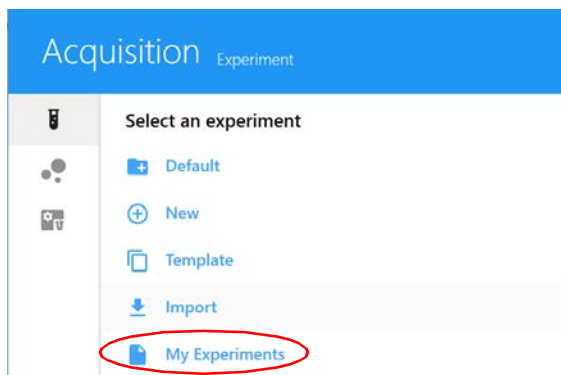 Acquisition Experiment
Select an experiment
Default
New
Template
Import
My Experiments